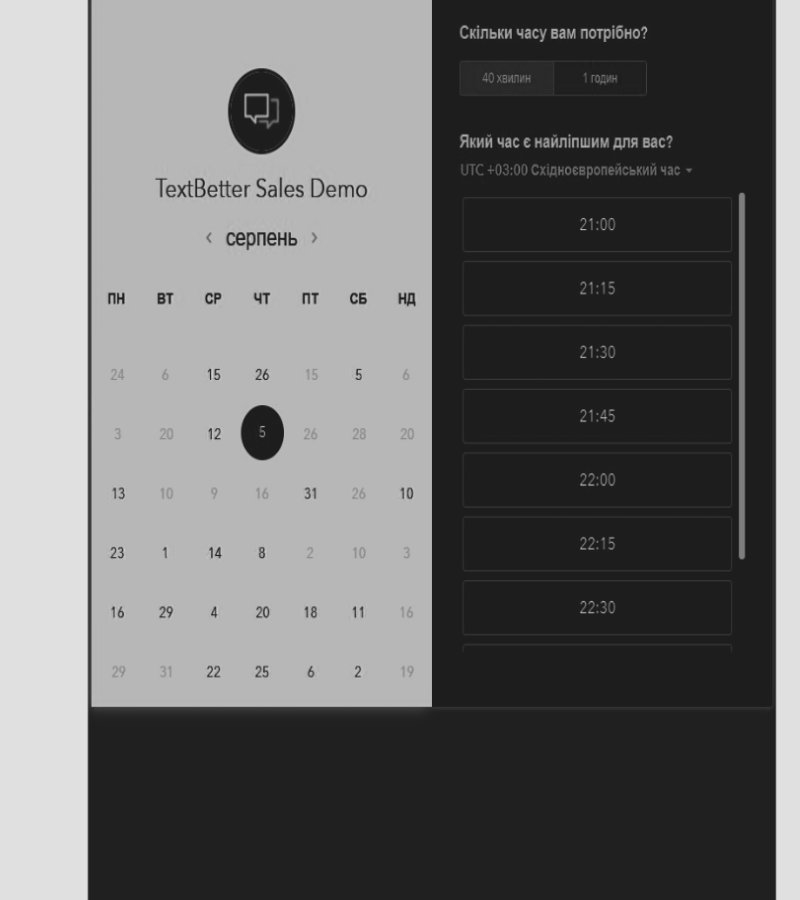 TextBetter Sales Demo
‹ серпень ›
ПН ВТ СР ЧТ ПТ СБ НД
24 6 15 26 15 5 6
3 20 12 5 26 28 20
13 10 9 16 31 26 10
23 1 14 8 2 10 3
16 29 4 20 18 11 16
29 31 22 25 6 2 19
Скільки часу вам потрібно?
40 хвилин 1 годин
Який час є найліпшим для вас?
UTC +03:00 Східноєвропейський час
21:00
21:15
21:30
21:45
22:00
22:15
22:30